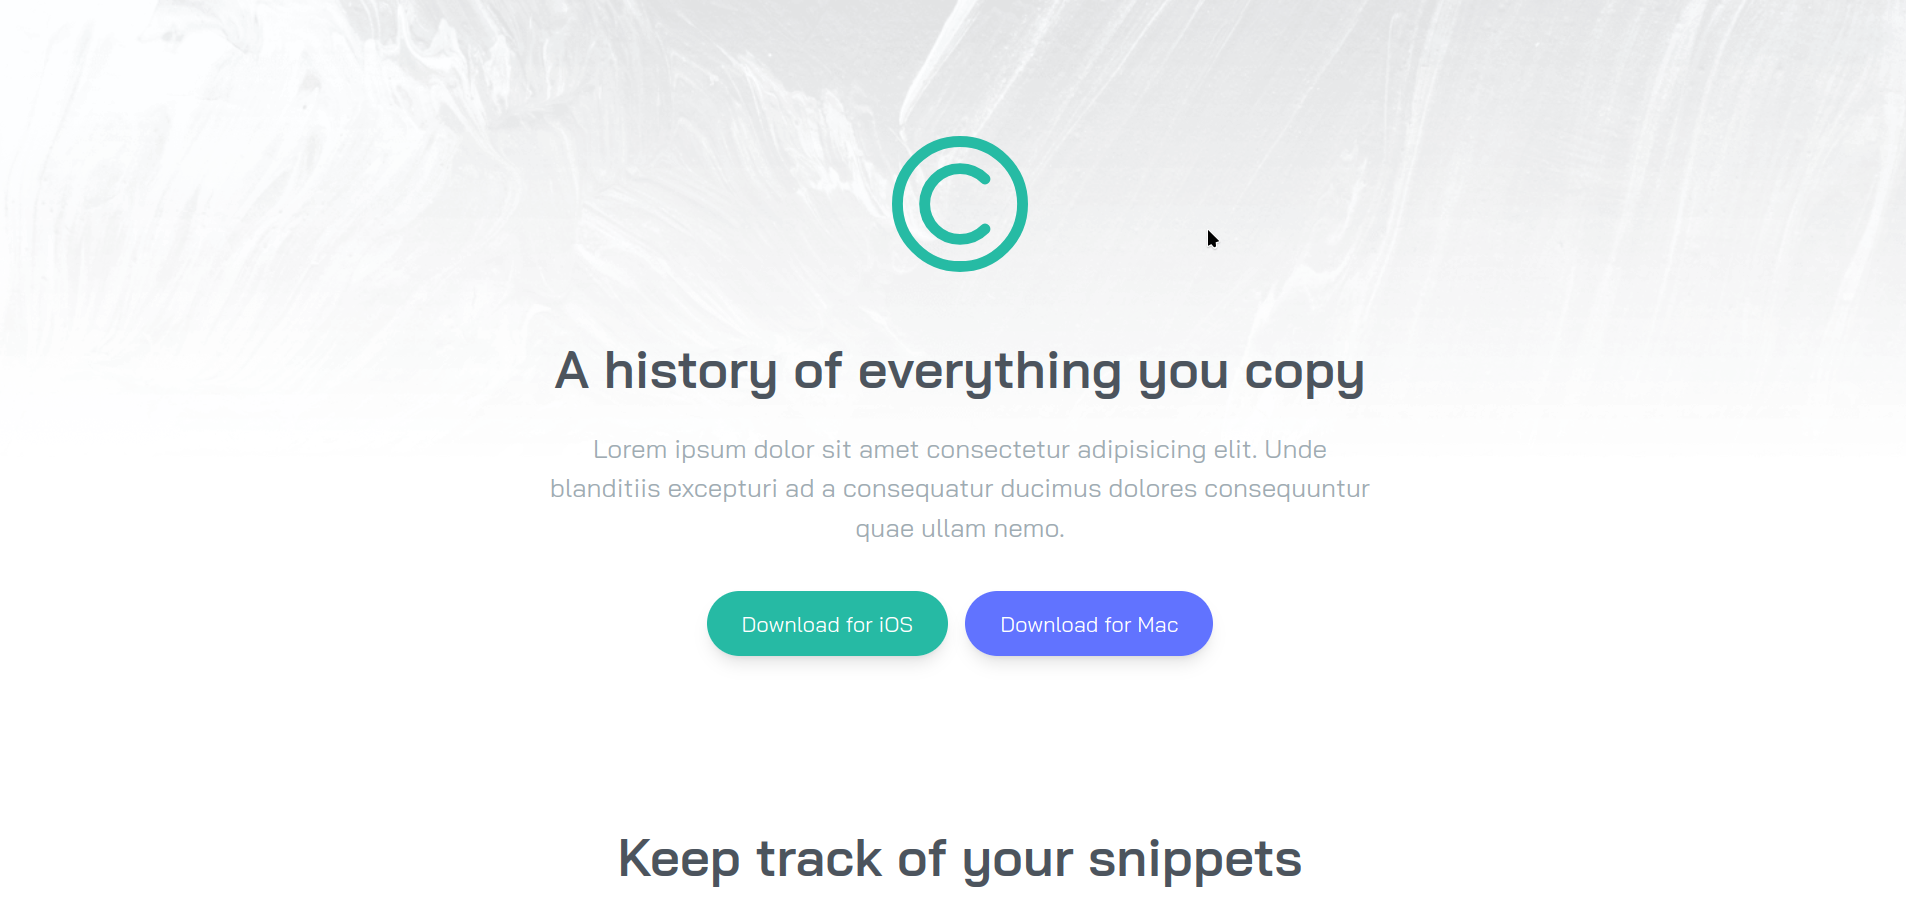 A history of everything you copy
Lorem ipsum dolor sit amet consectetur adipisicing elit. Unde
blanditiis excepturi ad a consequatur ducimus dolores consequuntur
quae ullam nemo.
Download for iOS
Download for Mac
Keep track of your snippets